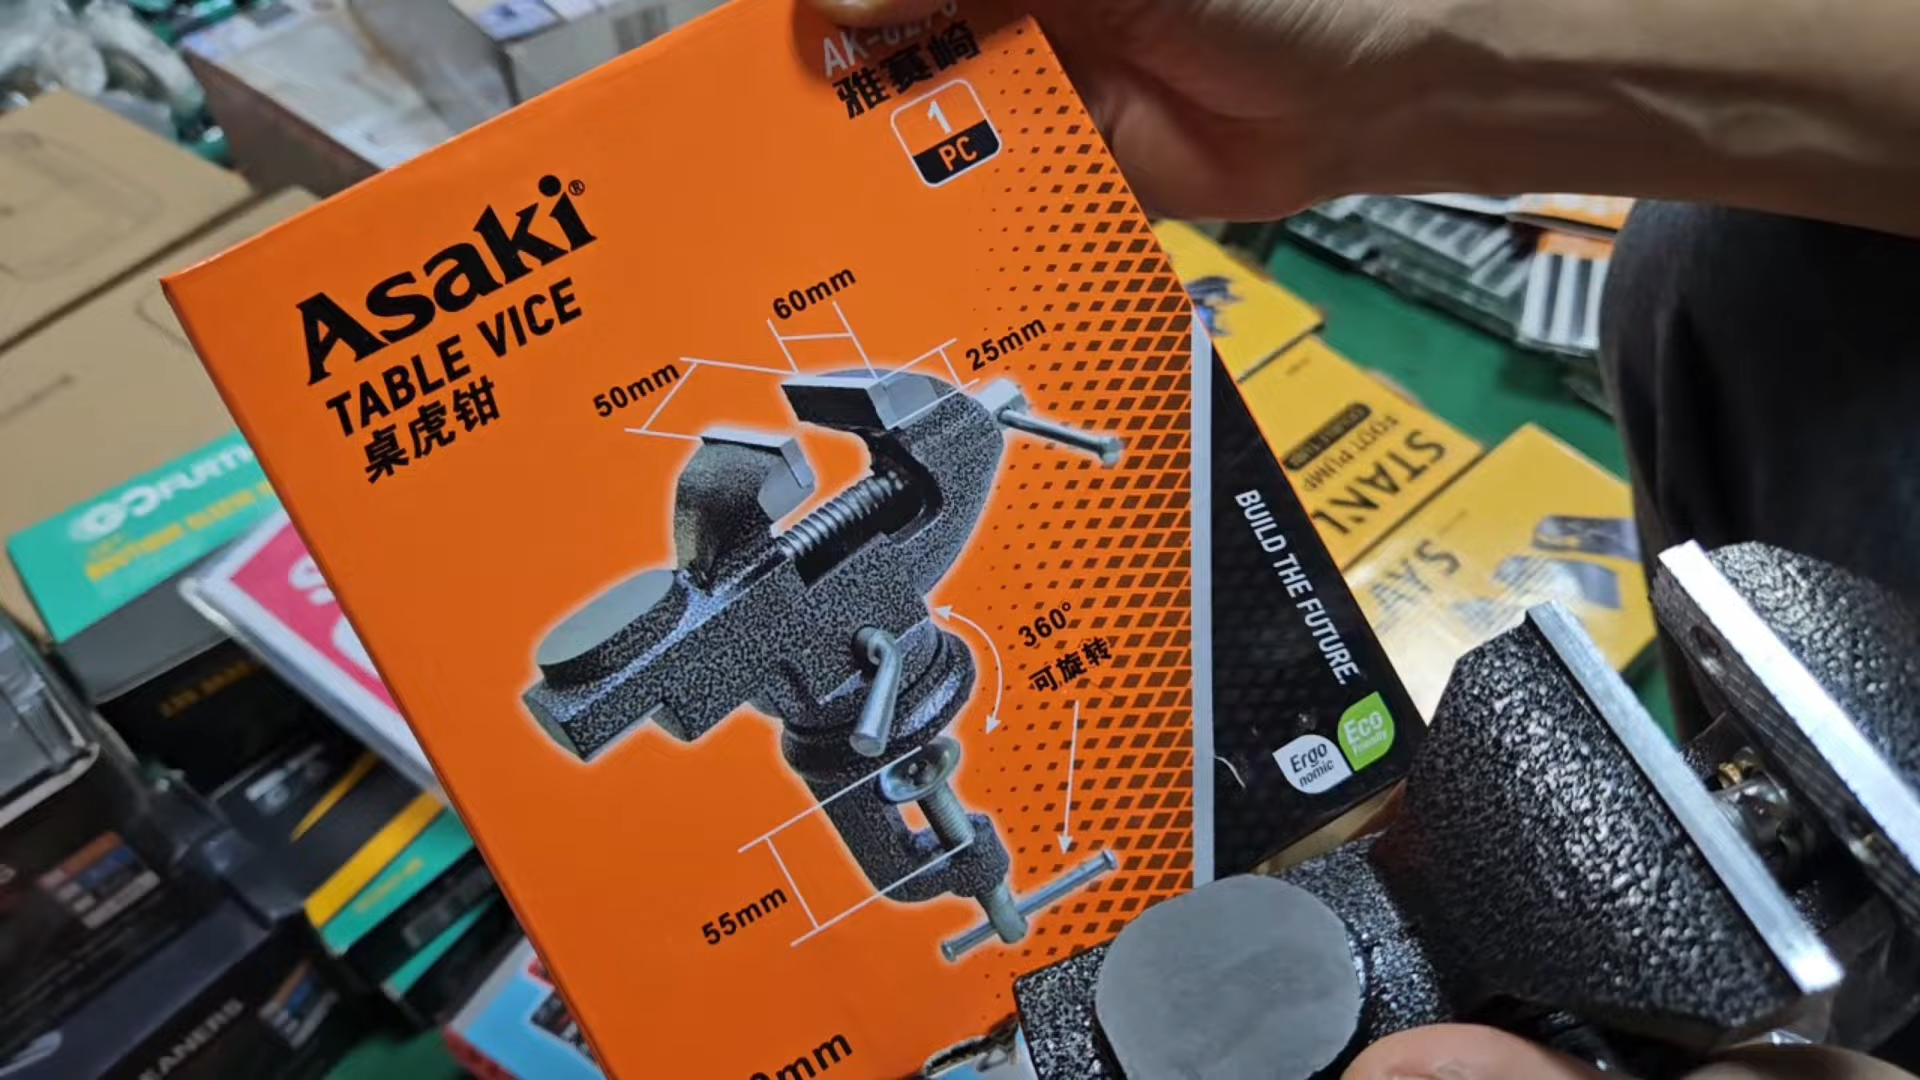 雅赛崎
1
PC
Asaki®
TABLE VICE
桌虎钳
60mm
50mm
25mm
360°
可旋转
55mm
0mm
BUILD THE FUTURE.
Ergo
nomic
Eco
Friendly
FOOT PUMP